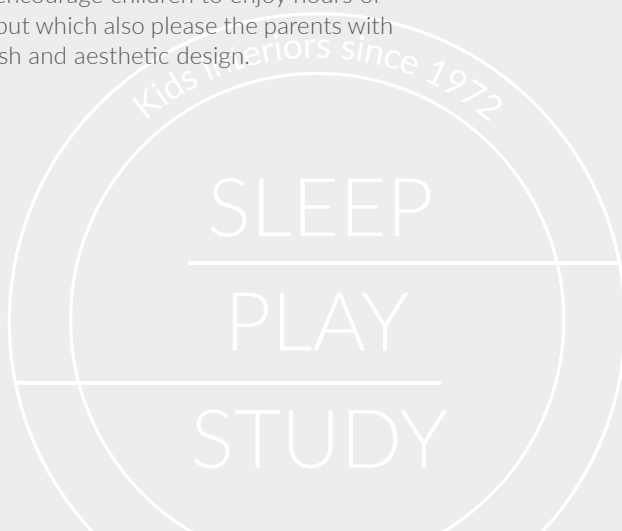 encourage children to enjoy hours of
but which also please the parents with
sh and aesthetic design.
Kids interiors since 1972
SLEEP
PLAY
STUDY